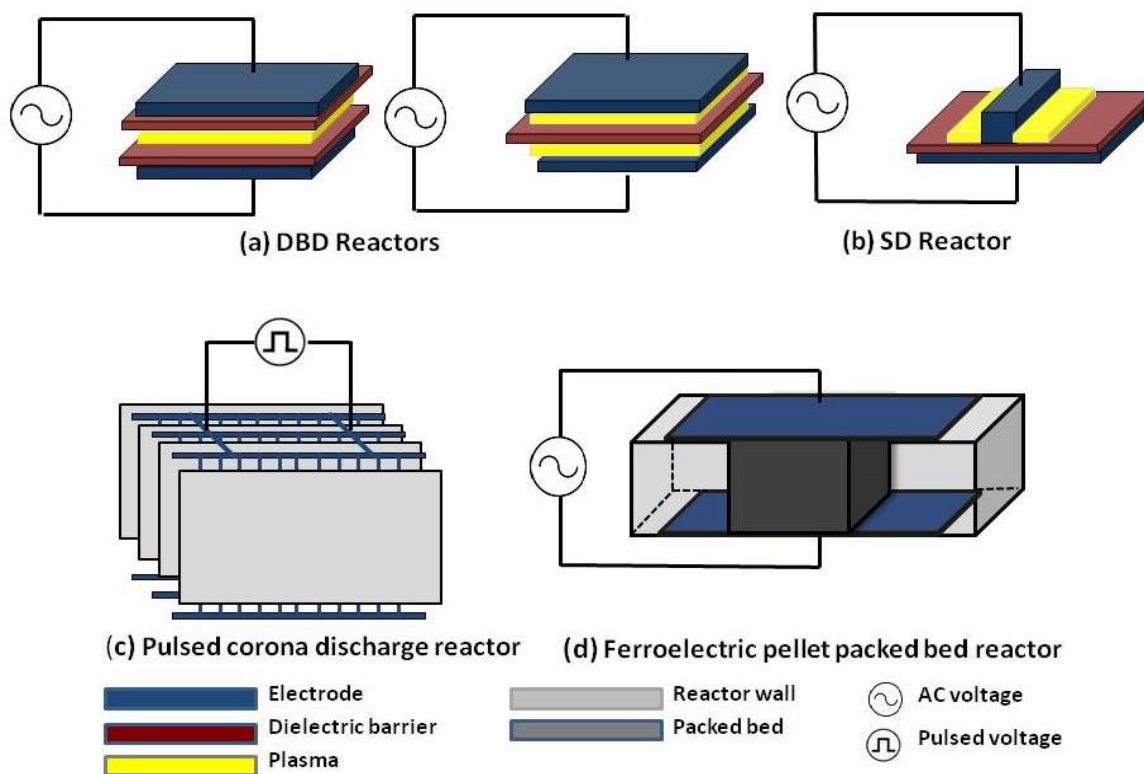 (a) DBD Reactors
(b) SD Reactor
(c) Pulsed corona discharge reactor
(d) Ferroelectric pellet packed bed reactor
Electrode
Reactor wall
AC voltage
Dielectric barrier
Packed bed
Pulsed voltage
Plasma